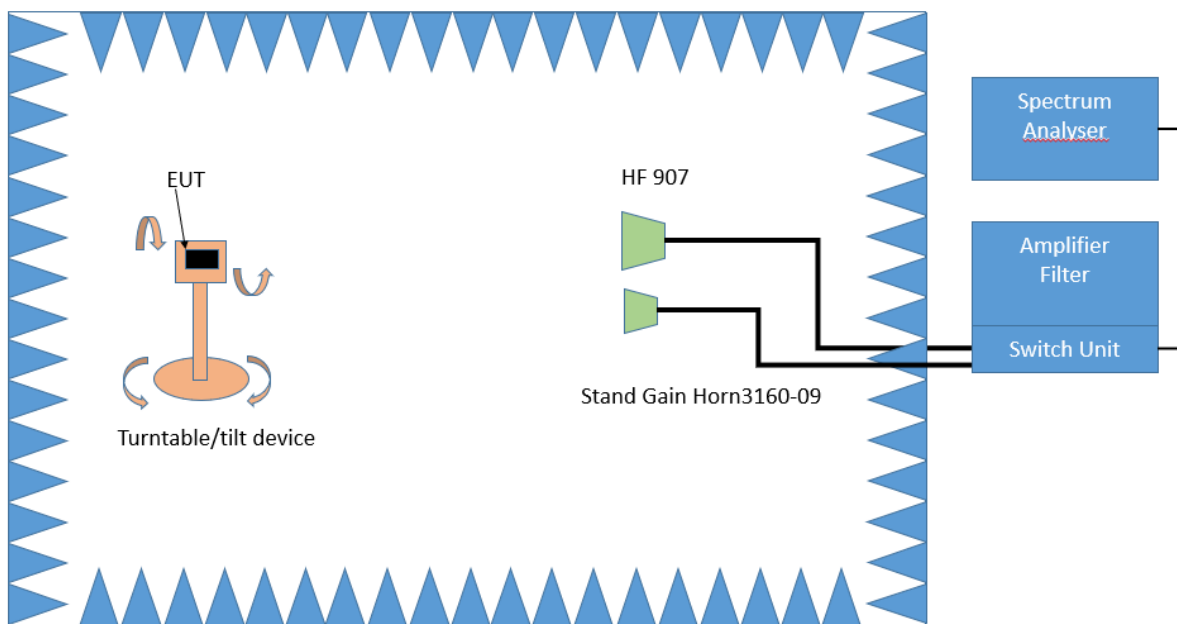 Spectrum
Analyser
HF 907
EUT
Amplifier
Filter
Switch Unit
Stand Gain Horn3160-09
Turntable/tilt device